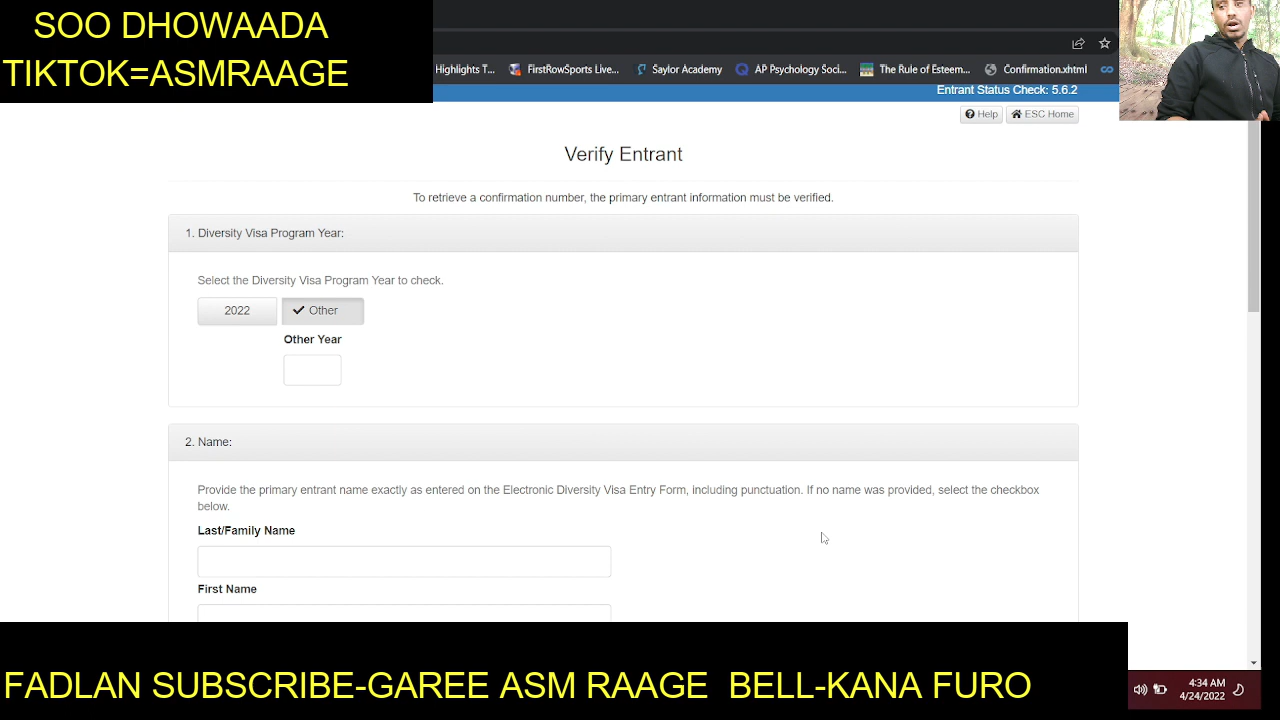 SOO DHOWAADA
TIKTOK=ASMRAAGE
Highlights T... FirstRowSports Live... Saylor Academy AP Psychology Soci... The Rule of Esteem... Confirmation.xhtml
Entrant Status Check: 5.6.2
Help ESC Home
Verify Entrant
To retrieve a confirmation number, the primary entrant information must be verified.
1. Diversity Visa Program Year:
Select the Diversity Visa Program Year to check.
2022 Other
Other Year
2. Name:
Provide the primary entrant name exactly as entered on the Electronic Diversity Visa Entry Form, including punctuation. If no name was provided, select the checkbox
below.
Last/Family Name
First Name
FADLAN SUBSCRIBE-GAREE ASM RAAGE BELL-KANA FURO
4:34 AM
4/24/2022